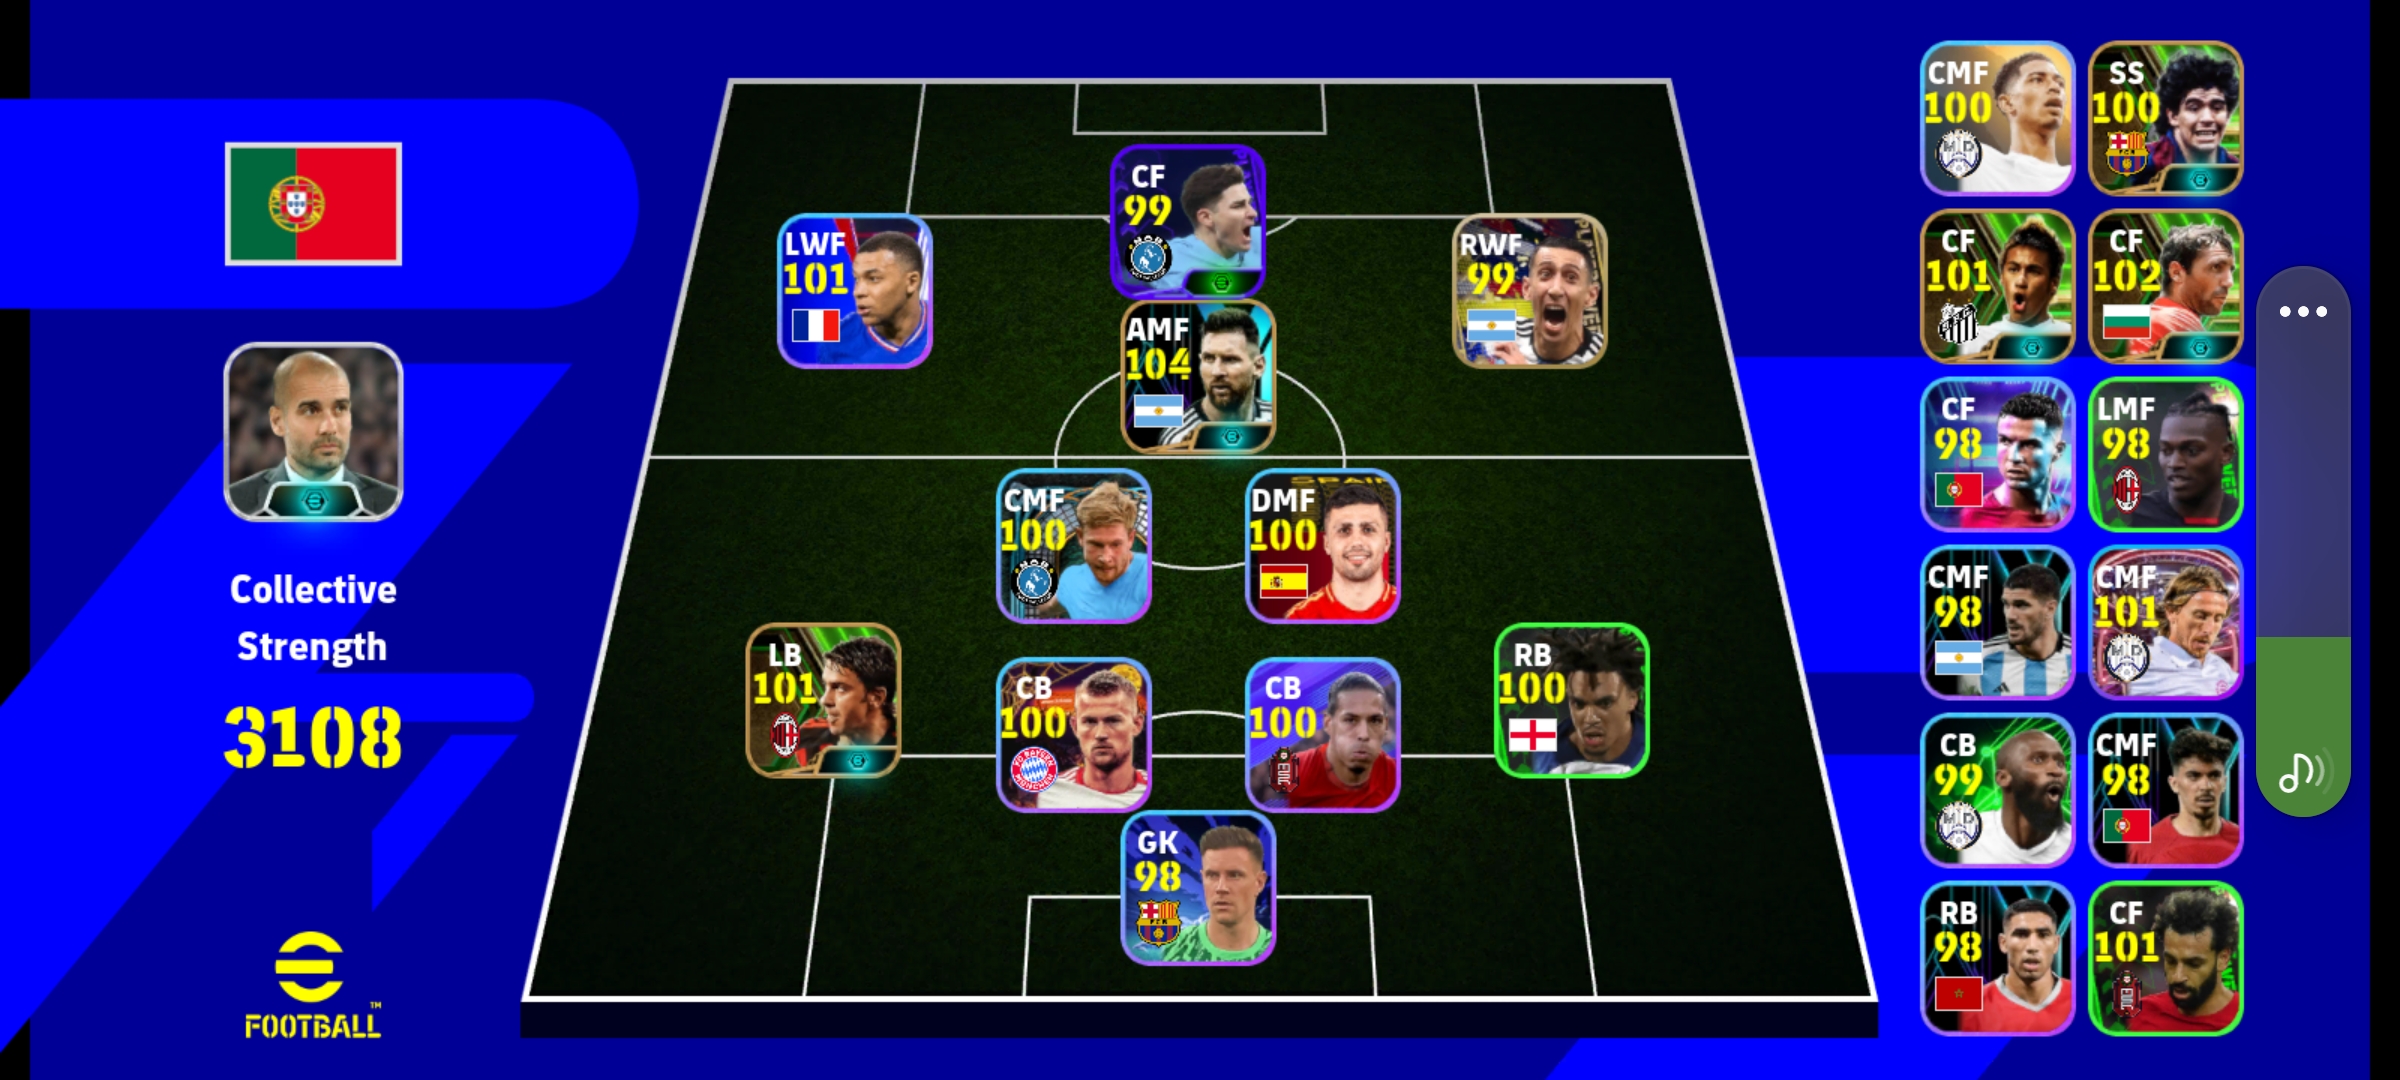 Collective
Strength
3108
FOOTBALL™
CF
99
LWF
101
RWF
99
AMF
104
CMF
100
DMF
100
LB
101
CB
100
CB
100
RB
100
GK
98
CMF
100
SS
100
CF
101
CF
102
CF
98
LMF
98
CMF
98
CMF
101
CB
99
CMF
98
RB
98
CF
101